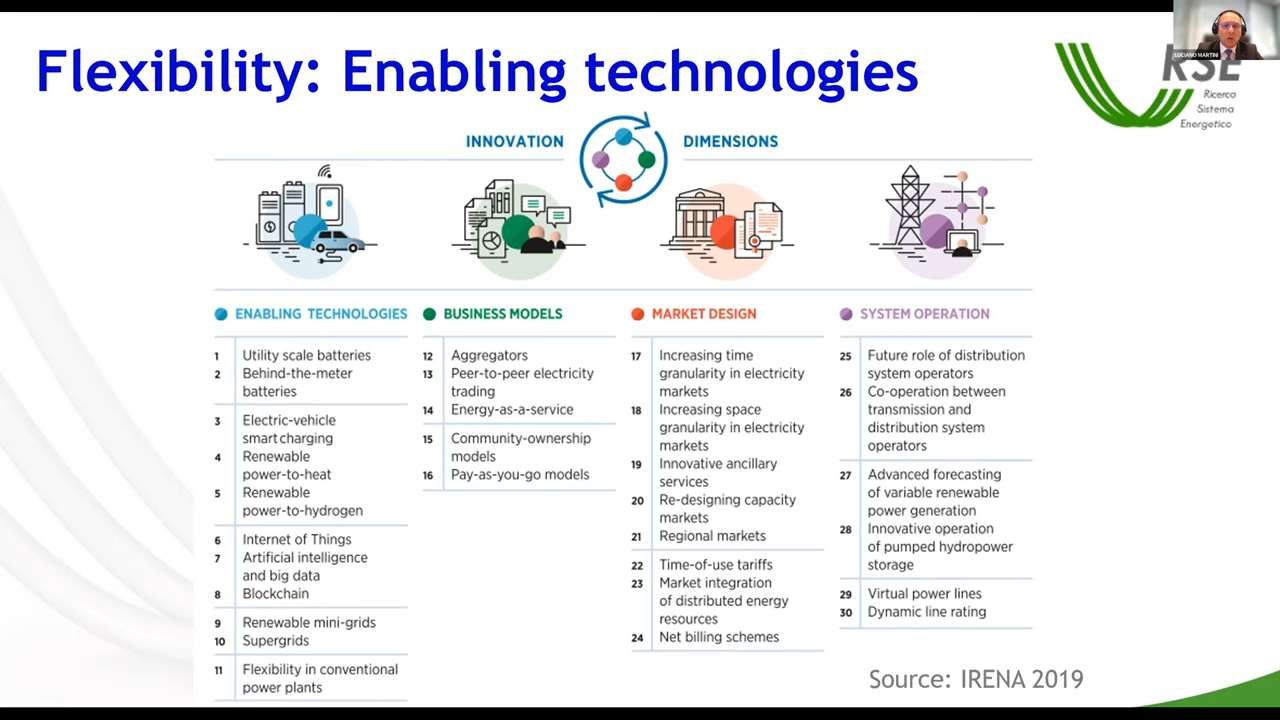 Flexibility: Enabling technologies
LUCIANO MARTINI
RSE
Ricerca
Sistema
Energetico
INNOVATION
DIMENSIONS
ENABLING TECHNOLOGIES
1 Utility scale batteries
2 Behind-the-meter
batteries
3 Electric-vehicle
smart charging
4 Renewable
power-to-heat
5 Renewable
power-to-hydrogen
6 Internet of Things
7 Artificial intelligence
and big data
8 Blockchain
9 Renewable mini-grids
10 Supergrids
11 Flexibility in conventional
power plants
BUSINESS MODELS
12 Aggregators
13 Peer-to-peer electricity
trading
14 Energy-as-a-service
15 Community-ownership
models
16 Pay-as-you-go models
MARKET DESIGN
17 Increasing time
granularity in electricity
markets
18 Increasing space
granularity in electricity
markets
19 Innovative ancillary
services
20 Re-designing capacity
markets
21 Regional markets
22 Time-of-use tariffs
23 Market integration
of distributed energy
resources
24 Net billing schemes
SYSTEM OPERATION
25 Future role of distribution
system operators
26 Co-operation between
transmission and
distribution system
operators
27 Advanced forecasting
of variable renewable
power generation
28 Innovative operation
of pumped hydropower
storage
29 Virtual power lines
30 Dynamic line rating
Source: IRENA 2019